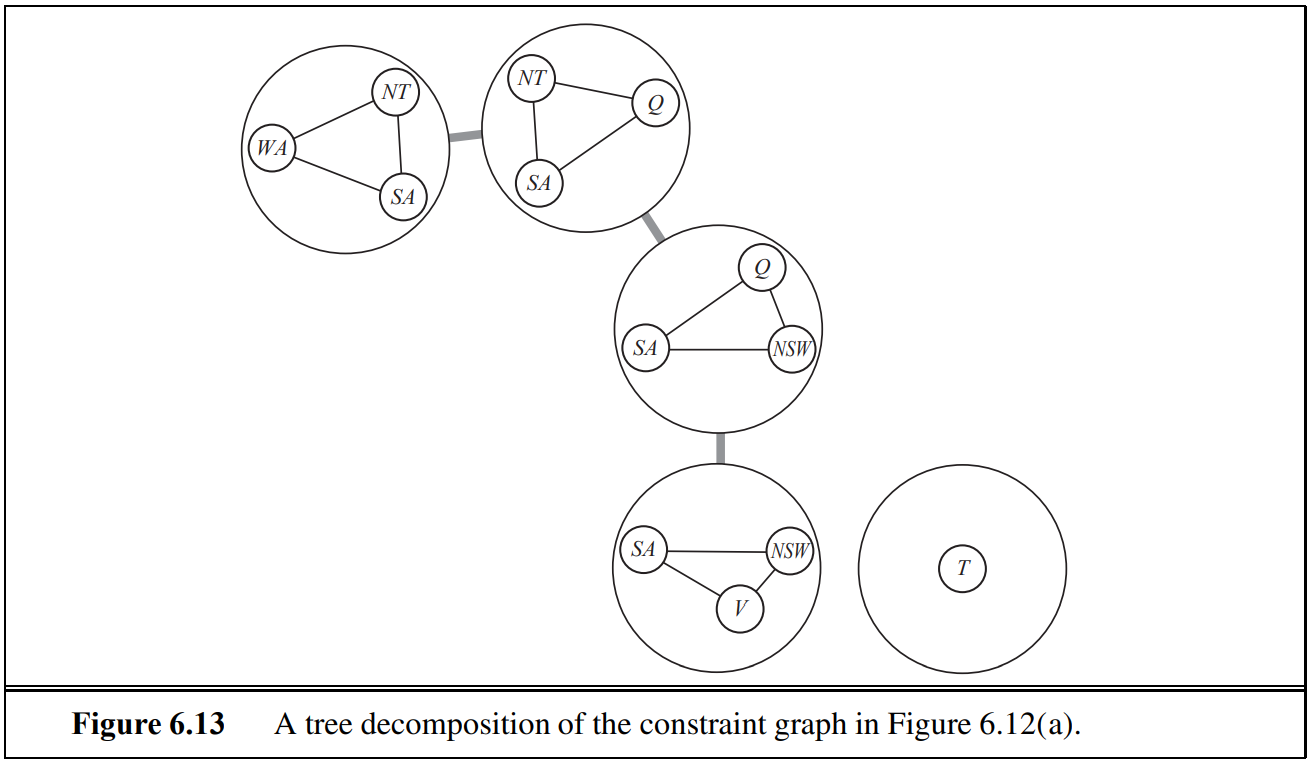 NT
WA
SA
NT
Q
SA
Q
SA
NSW
SA
NSW
V
T
Figure 6.13 A tree decomposition of the constraint graph in Figure 6.12(a).